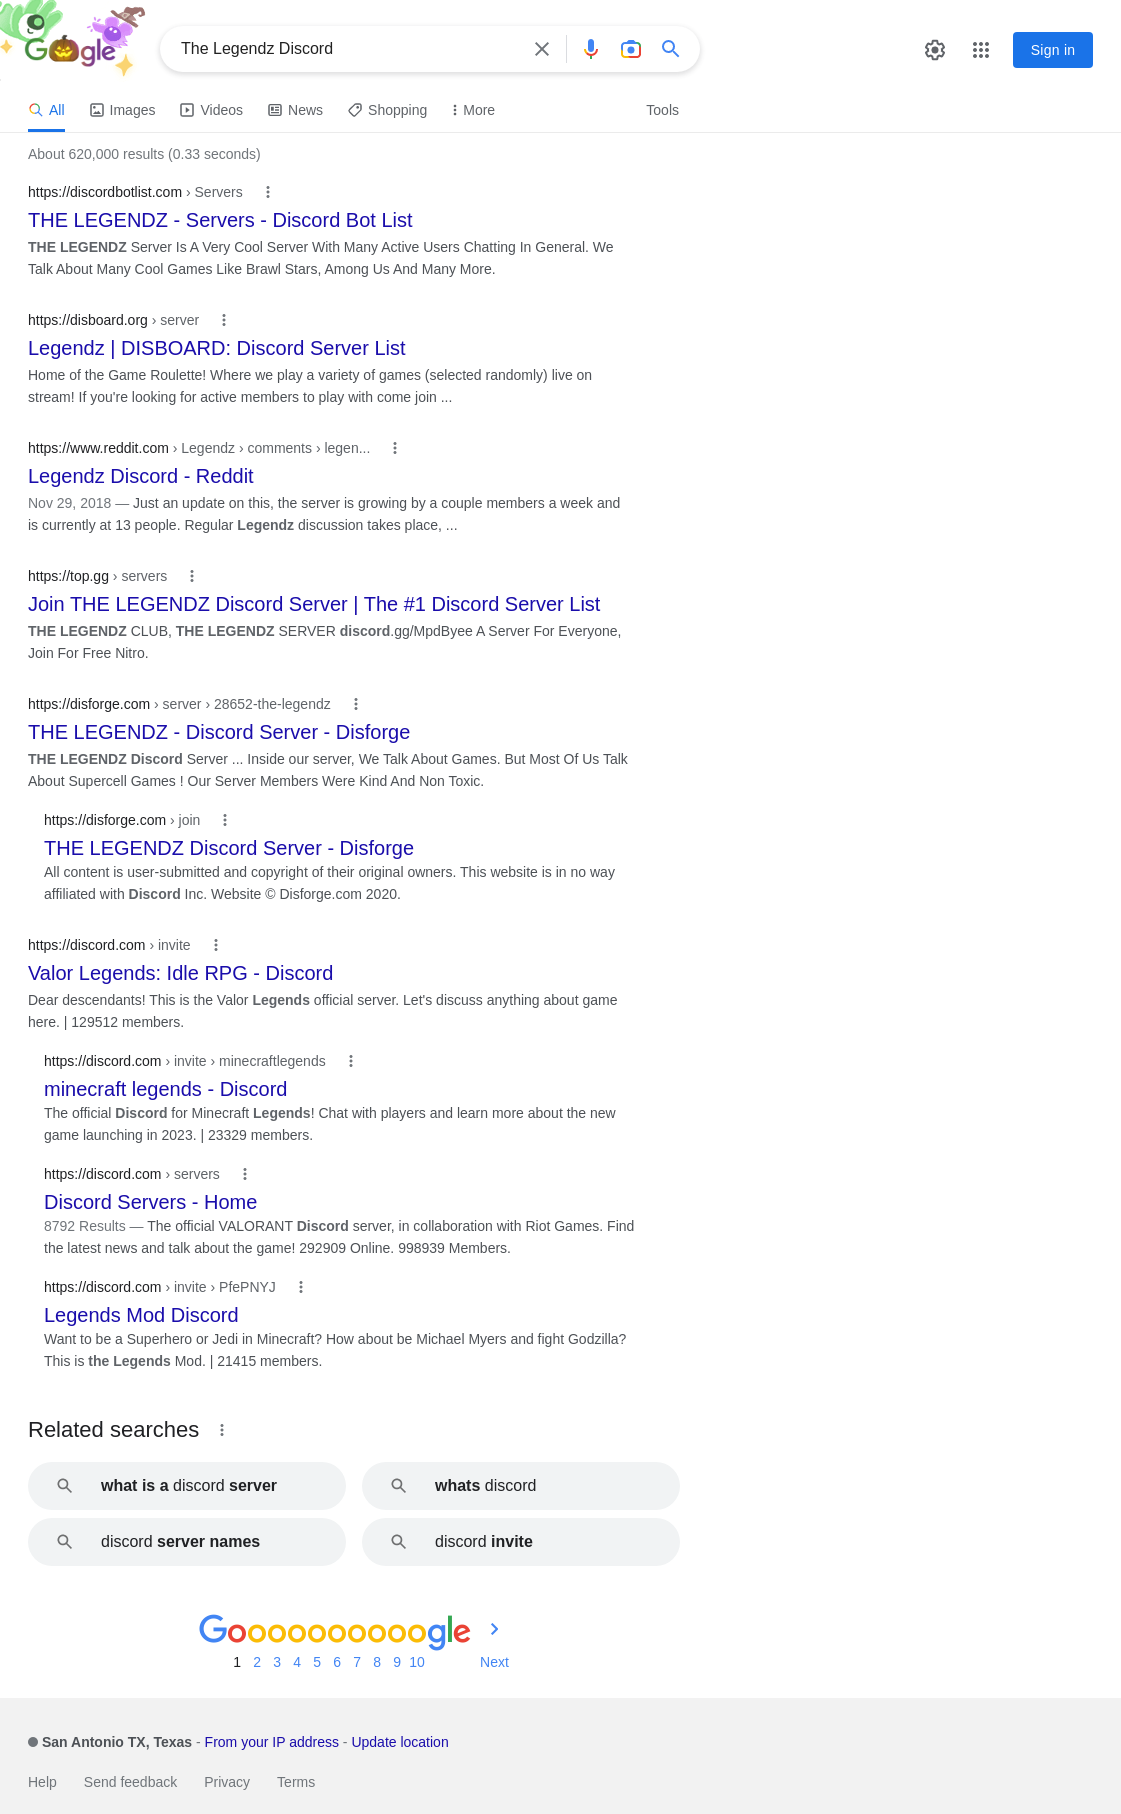 Google
The Legendz Discord
Sign in
All Images Videos News Shopping More Tools
About 620,000 results (0.33 seconds)
https://discordbotlist.com › Servers
THE LEGENDZ - Servers - Discord Bot List
THE LEGENDZ Server Is A Very Cool Server With Many Active Users Chatting In General. We
Talk About Many Cool Games Like Brawl Stars, Among Us And Many More.
https://disboard.org › server
Legendz | DISBOARD: Discord Server List
Home of the Game Roulette! Where we play a variety of games (selected randomly) live on
stream! If you're looking for active members to play with come join ...
https://www.reddit.com › Legendz › comments › legen...
Legendz Discord - Reddit
Nov 29, 2018 — Just an update on this, the server is growing by a couple members a week and
is currently at 13 people. Regular Legendz discussion takes place, ...
https://top.gg › servers
Join THE LEGENDZ Discord Server | The #1 Discord Server List
THE LEGENDZ CLUB, THE LEGENDZ SERVER discord.gg/MpdByee A Server For Everyone,
Join For Free Nitro.
https://disforge.com › server › 28652-the-legendz
THE LEGENDZ - Discord Server - Disforge
THE LEGENDZ Discord Server ... Inside our server, We Talk About Games. But Most Of Us Talk
About Supercell Games ! Our Server Members Were Kind And Non Toxic.
https://disforge.com › join
THE LEGENDZ Discord Server - Disforge
All content is user-submitted and copyright of their original owners. This website is in no way
affiliated with Discord Inc. Website © Disforge.com 2020.
https://discord.com › invite
Valor Legends: Idle RPG - Discord
Dear descendants! This is the Valor Legends official server. Let's discuss anything about game
here. | 129512 members.
https://discord.com › invite › minecraftlegends
minecraft legends - Discord
The official Discord for Minecraft Legends! Chat with players and learn more about the new
game launching in 2023. | 23329 members.
https://discord.com › servers
Discord Servers - Home
8792 Results — The official VALORANT Discord server, in collaboration with Riot Games. Find
the latest news and talk about the game! 292909 Online. 998939 Members.
https://discord.com › invite › PfePNYJ
Legends Mod Discord
Want to be a Superhero or Jedi in Minecraft? How about be Michael Myers and fight Godzilla?
This is the Legends Mod. | 21415 members.
Related searches
what is a discord server
whats discord
discord server names
discord invite
Goooooooooogle
1 2 3 4 5 6 7 8 9 10 Next
San Antonio TX, Texas - From your IP address - Update location
Help Send feedback Privacy Terms